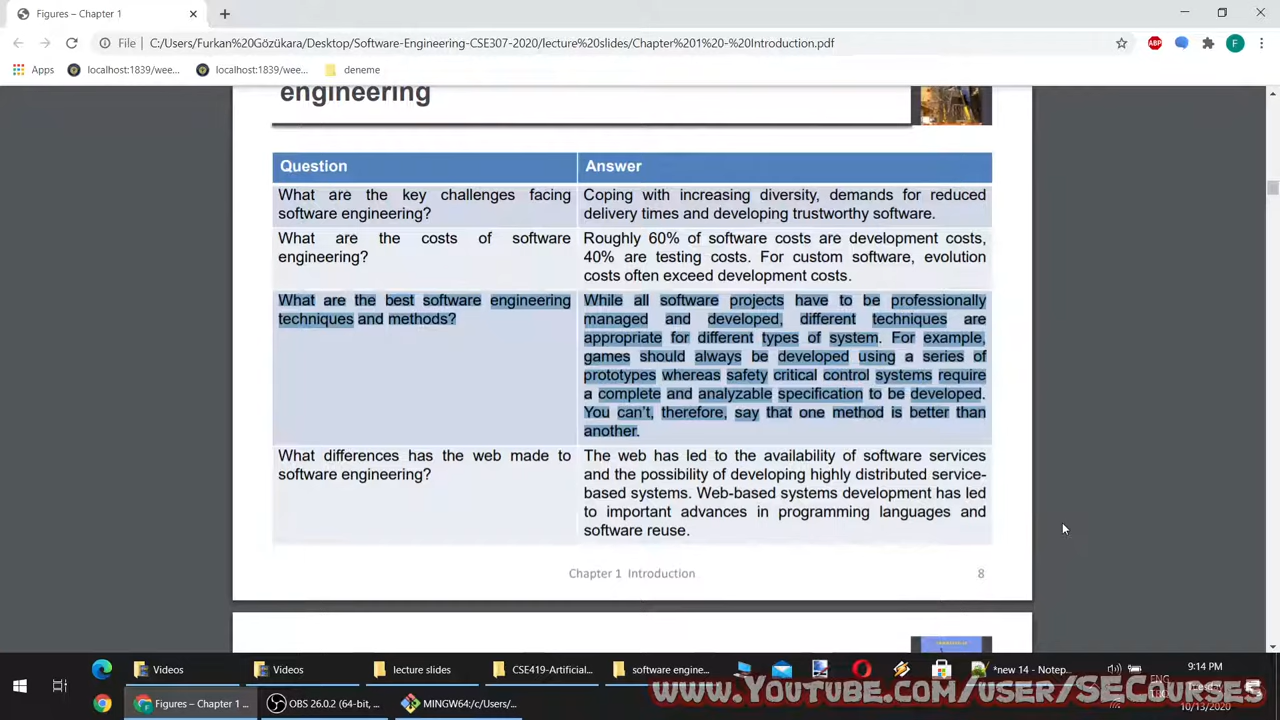 Figures – Chapter 1
File
C:/Users/Furkan%20Gözükara/Desktop/Software-Engineering-CSE307-2020/lecture%20slides/Chapter%201%20-%20Introduction.pdf
ABP
F
Apps
localhost:1839/wee...
localhost:1839/wee...
deneme
engineering
Question
Answer
What are the key challenges facing
software engineering?
Coping with increasing diversity, demands for reduced
delivery times and developing trustworthy software.
What are the costs of software
engineering?
Roughly 60% of software costs are development costs,
40% are testing costs. For custom software, evolution
costs often exceed development costs.
What are the best software engineering
techniques and methods?
While all software projects have to be professionally
managed and developed, different techniques are
appropriate for different types of system. For example,
games should always be developed using a series of
prototypes whereas safety critical control systems require
a complete and analyzable specification to be developed.
You can't, therefore, say that one method is better than
another.
What differences has the web made to
software engineering?
The web has led to the availability of software services
and the possibility of developing highly distributed service-
based systems. Web-based systems development has led
to important advances in programming languages and
software reuse.
Chapter 1 Introduction
8
Videos
Videos
lecture slides
CSE419-Artificial...
software enginee...
*new 14 - Notep...
ENG
9:14 PM
Figures – Chapter 1 ...
OBS 26.0.2 (64-bit, ...
MINGW64:/c/Users/...
10/13/2020
www.Youtube.com/user/SECourses